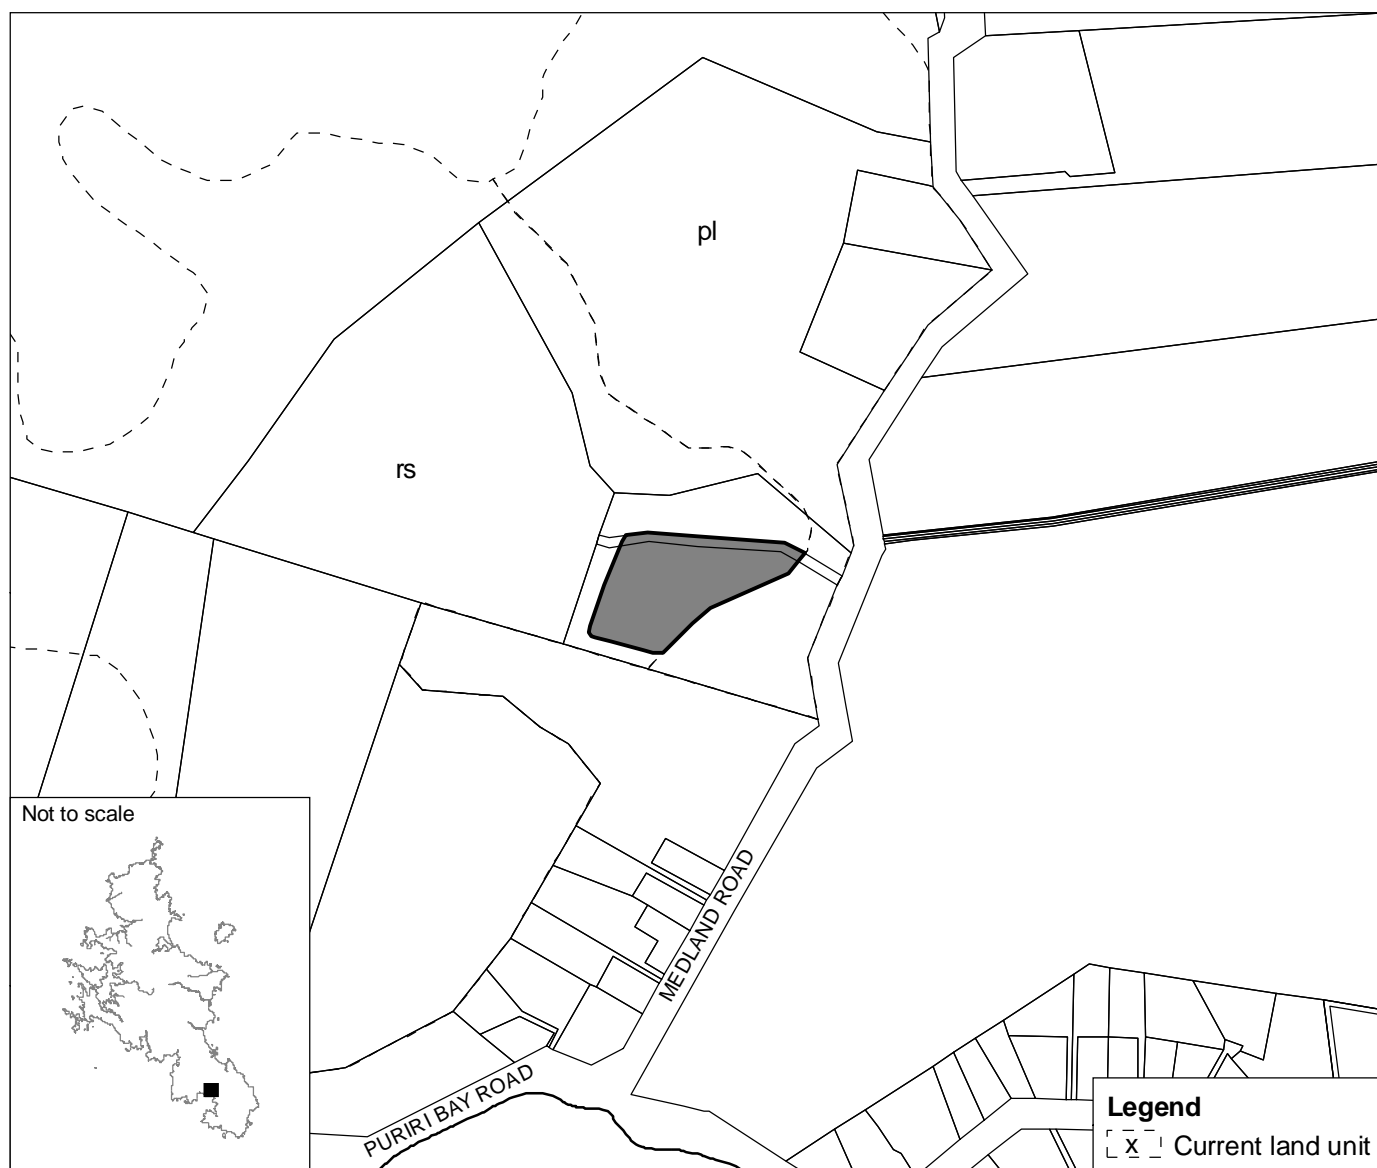 pl
rs
Not to scale
MEDLAND ROAD
PURIRI BAY ROAD
Legend
x Current land unit